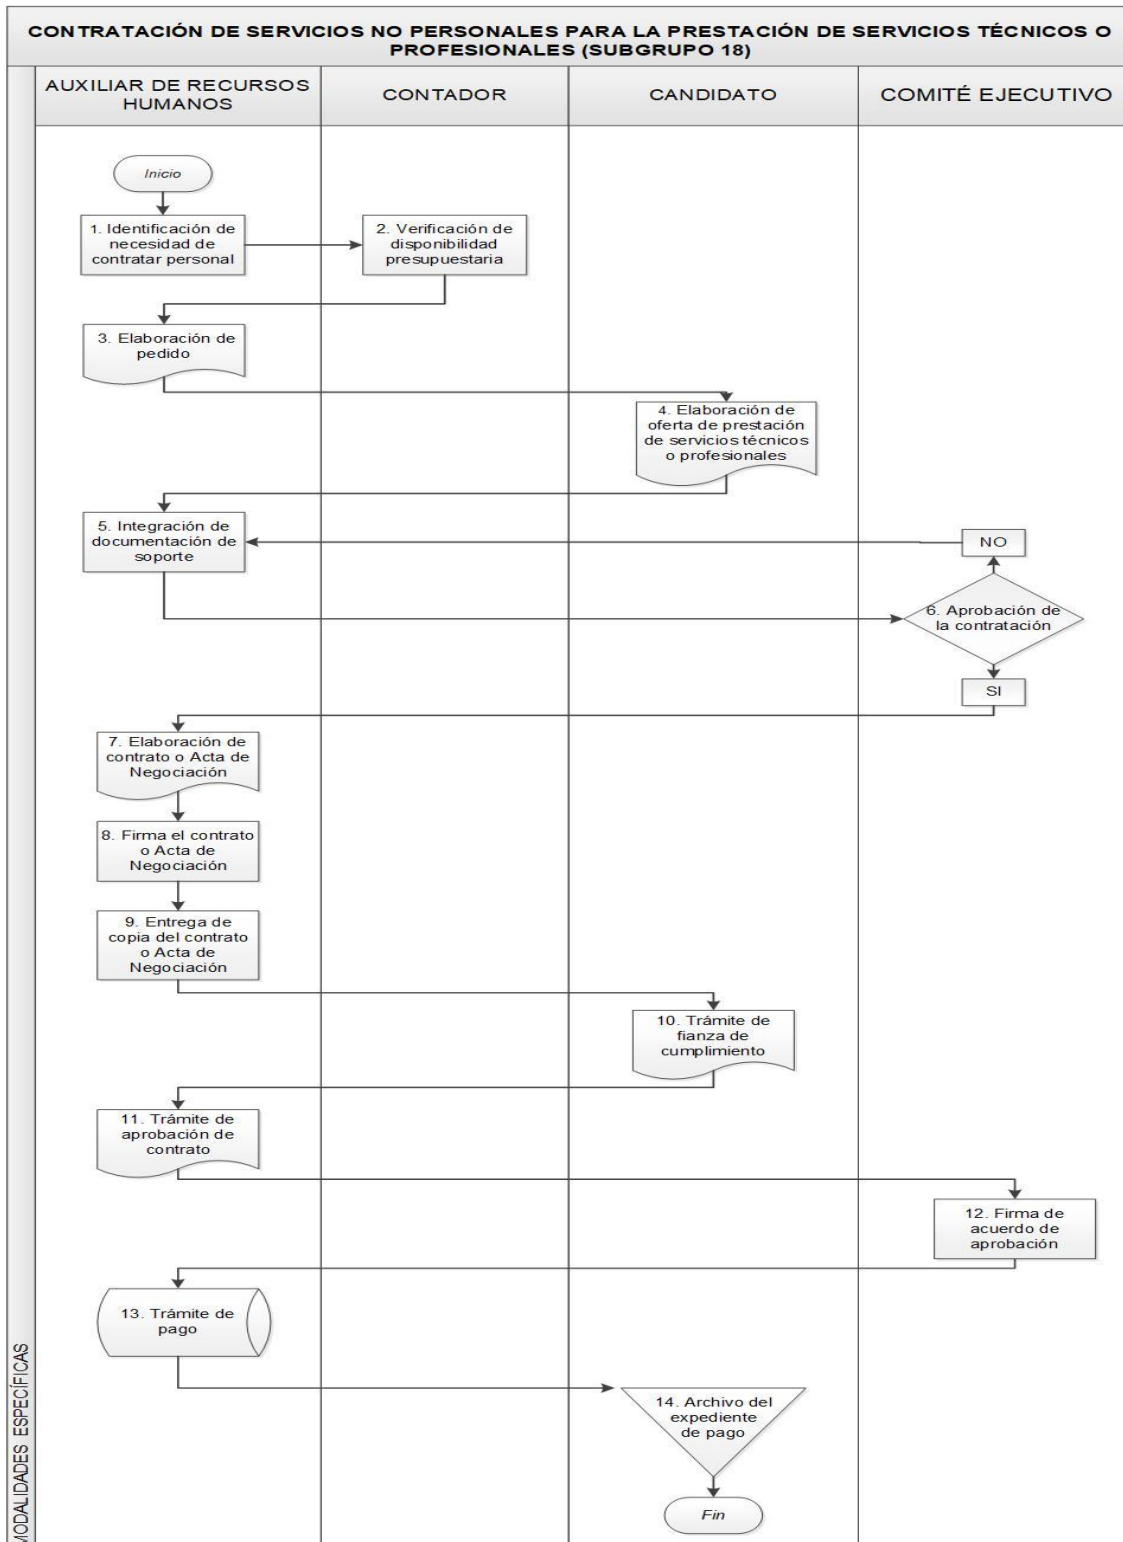 CONTRATACIÓN DE SERVICIOS NO PERSONALES PARA LA PRESTACIÓN DE SERVICIOS TÉCNICOS O
PROFESIONALES (SUBGRUPO 18)
AUXILIAR DE RECURSOS
HUMANOS
CONTADOR
CANDIDATO
COMITÉ EJECUTIVO
Inicio
1. Identificación de
necesidad de
contratar personal
2. Verificación de
disponibilidad
presupuestaria
3. Elaboración de
pedido
4. Elaboración de
oferta de prestación
de servicios técnicos
o profesionales
5. Integración de
documentación de
soporte
NO
6. Aprobación de
la contratación
SI
7. Elaboración de
contrato o Acta de
Negociación
8. Firma el contrato
o Acta de
Negociación
9. Entrega de
copia del contrato
o Acta de
Negociación
10. Trámite de
fianza de
cumplimiento
11. Trámite de
aprobación de
contrato
12. Firma de
acuerdo de
aprobación
13. Trámite de
pago
14. Archivo del
expediente
de pago
Fin
MODALIDADES ESPECÍFICAS